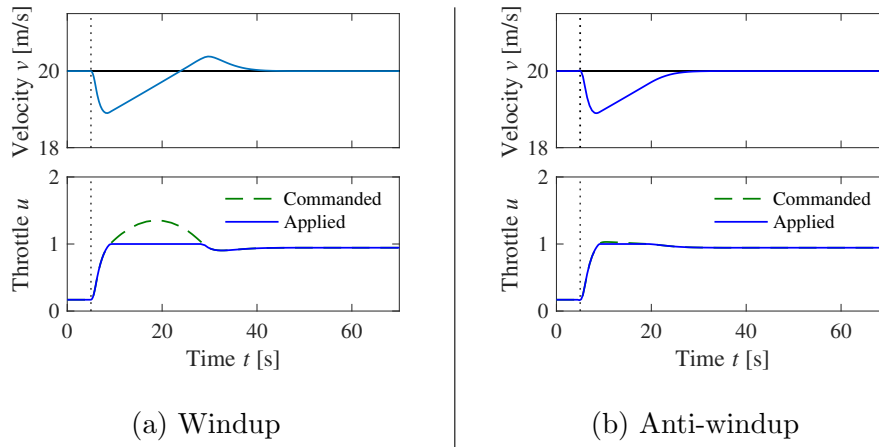 Velocity v [m/s]
20
18
Throttle u
2
1
0
Commanded
Applied
0 20 40 60
Time t [s]
(a) Windup
Velocity v [m/s]
20
18
Throttle u
2
1
0
Commanded
Applied
0 20 40 60
Time t [s]
(b) Anti-windup